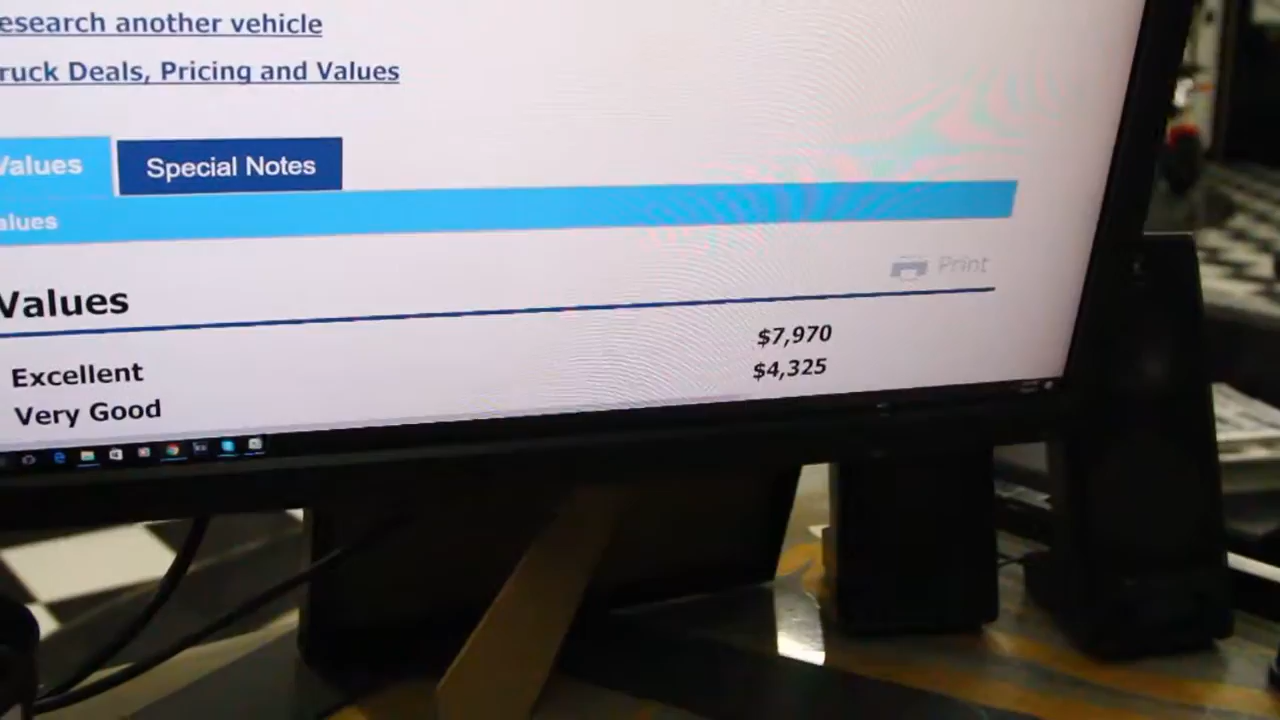 esearch another vehicle
ruck Deals, Pricing and Values
Values
Special Notes
alues
Print
Values
Excellent $7,970
Very Good $4,325